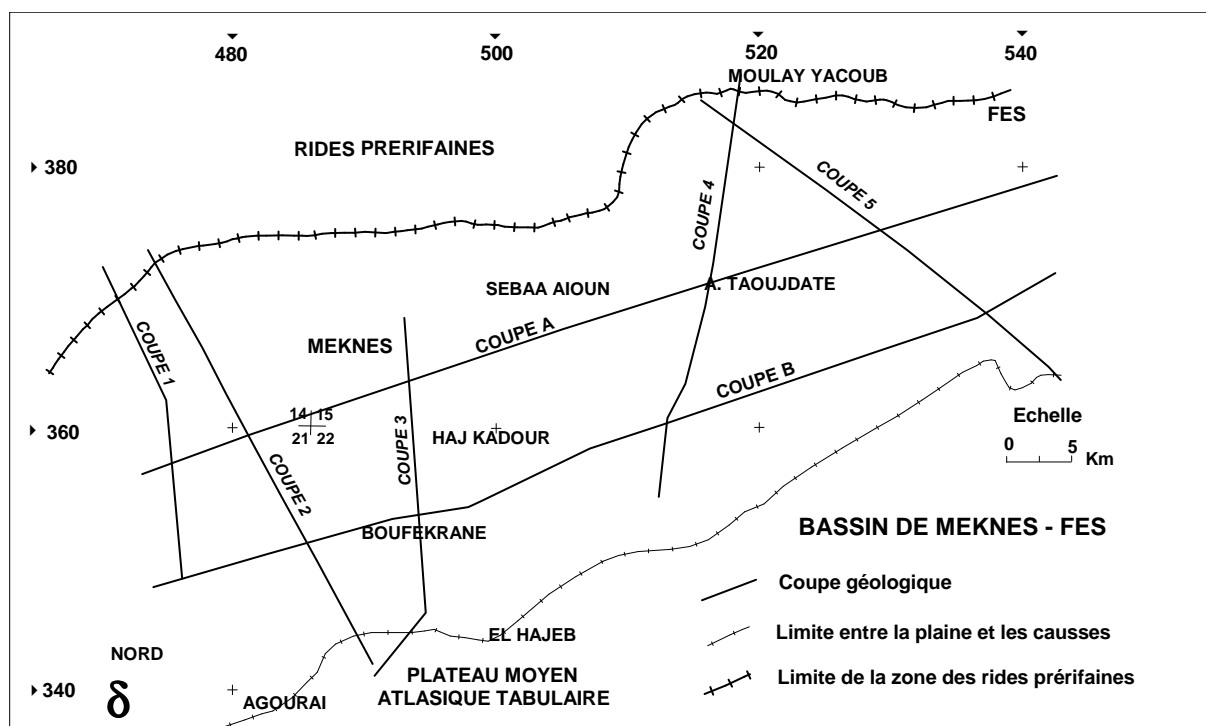 480
500
520
540
MOULAY YACOUB
FES
RIDES PRERIFAINES
380
COUPE 5
COUPE 4
SEBAA AIOUN
A. TAOUJDATE
COUPE 1
MEKNES
COUPE A
COUPE B
14 15
21 22
360
HAJ KADOUR
COUPE 3
Echelle
0 5
Km
COUPE 2
BOUFEKRANE
BASSIN DE MEKNES - FES
Coupe géologique
EL HAJEB
Limite entre la plaine et les causses
NORD
δ
PLATEAU MOYEN
ATLASIQUE TABULAIRE
340
AGOURAI
Limite de la zone des rides prérifaines